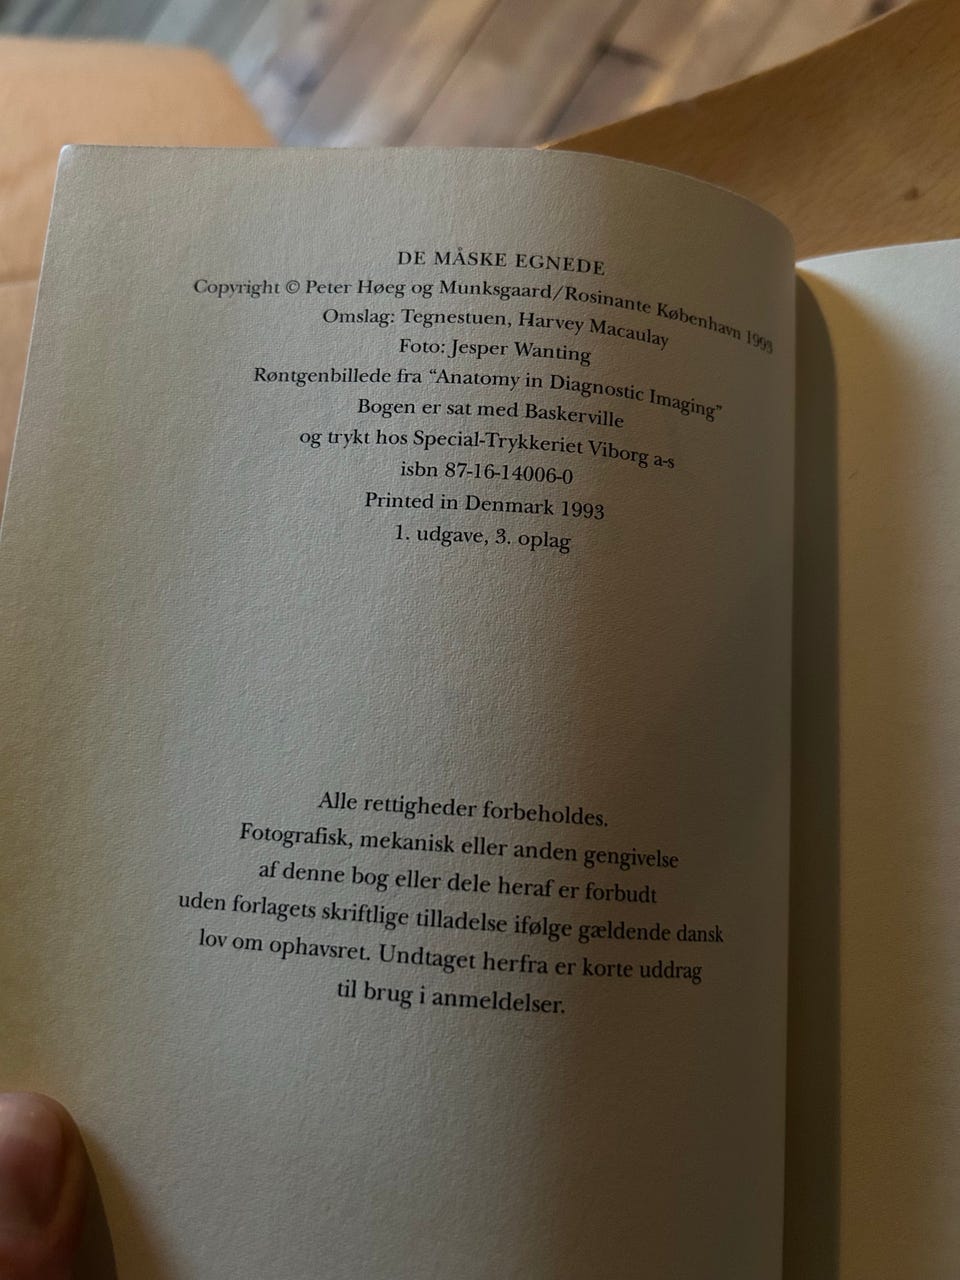 DE MÅSKE EGNEDE
Copyright © Peter Høeg og Munksgaard/Rosinante København 1993
Omslag: Tegnestuen, Harvey Macaulay
Foto: Jesper Wanting
Røntgenbillede fra “Anatomy in Diagnostic Imaging”
Bogen er sat med Baskerville
og trykt hos Special-Trykkeriet Viborg a-s
isbn 87-16-14006-0
Printed in Denmark 1993
1. udgave, 3. oplag
Alle rettigheder forbeholdes.
Fotografisk, mekanisk eller anden gengivelse
af denne bog eller dele heraf er forbudt
uden forlagets skriftlige tilladelse ifølge gældende dansk
lov om ophavsret. Undtaget herfra er korte uddrag
til brug i anmeldelser.